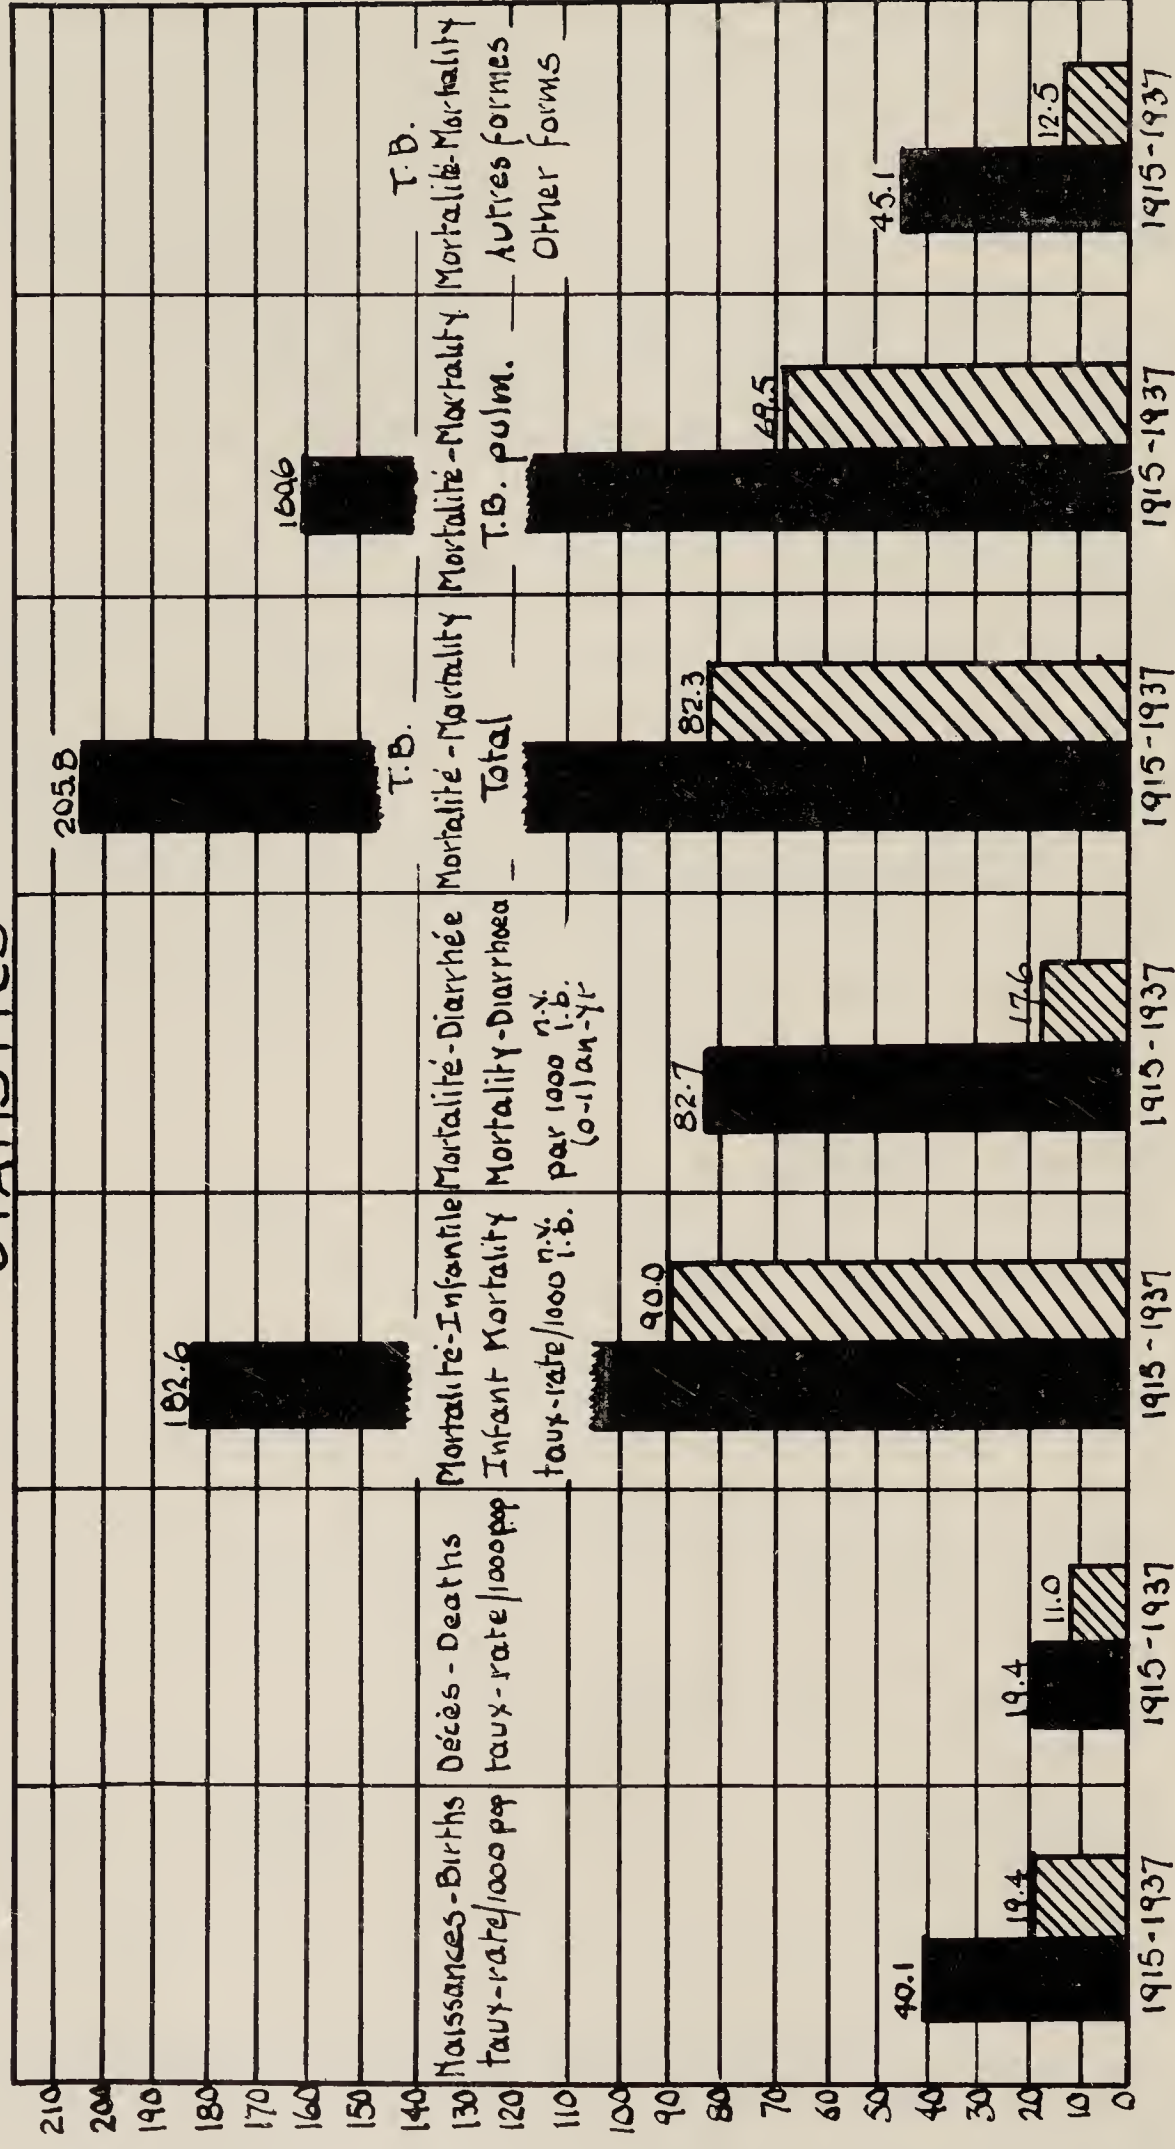 STATISTICS
210
200
190
180
170
160
150
140
130
120
110
100
90
80
70
60
50
40
30
20
10
0
Naissances-Births
taux-rate/1000 pop
40.1
19.4
1915-1937
Décès - Deaths
taux-rate/1000 pop
19.4
11.0
1915-1937
Mortalité-Infantile
Infant Mortality
taux-rate/1000 n.v. l.b.
182.6
90.0
1915-1937
Mortalité-Diarrhée
Mortality-Diarrhoea
par 1000 n.v. l.b.
(0-1) an-yr
82.7
17.6
1915-1937
T.B.
Mortalité-Mortality
Total
205.8
82.3
1915-1937
Mortalité-Mortality
T.B. pulm.
160.6
69.5
1915-1937
T.B.
Mortalité-Mortality
Autres formes
Other forms
45.1
12.5
1915-1937